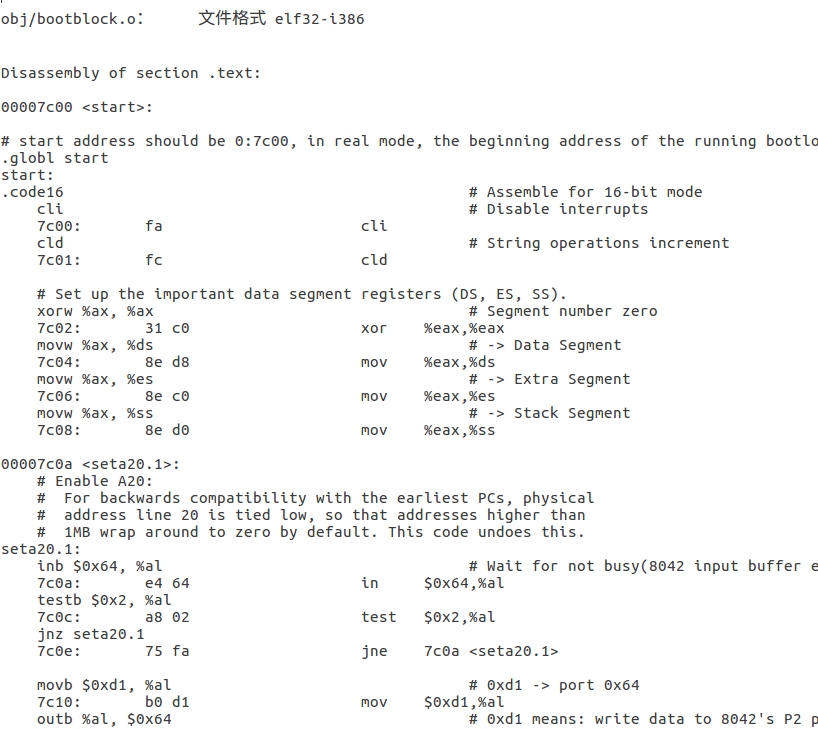 obj/bootblock.o:      文件格式 elf32-i386
Disassembly of section .text:
00007c00 <start>:
# start address should be 0:7c00, in real mode, the beginning address of the running bootlo
.globl start
start:
.code16                                             # Assemble for 16-bit mode
    cli                                             # Disable interrupts
    7c00:       fa                      cli
    cld                                             # String operations increment
    7c01:       fc                      cld
    # Set up the important data segment registers (DS, ES, SS).
    xorw %ax, %ax                                   # Segment number zero
    7c02:       31 c0                   xor    %eax,%eax
    movw %ax, %ds                                   # -> Data Segment
    7c04:       8e d8                   mov    %eax,%ds
    movw %ax, %es                                   # -> Extra Segment
    7c06:       8e c0                   mov    %eax,%es
    movw %ax, %ss                                   # -> Stack Segment
    7c08:       8e d0                   mov    %eax,%ss
00007c0a <seta20.1>:
    # Enable A20:
    #  For backwards compatibility with the earliest PCs, physical
    #  address line 20 is tied low, so that addresses higher than
    #  1MB wrap around to zero by default. This code undoes this.
seta20.1:
    inb $0x64, %al                                  # Wait for not busy(8042 input buffer e
    7c0a:       e4 64                   in     $0x64,%al
    testb $0x2, %al
    7c0c:       a8 02                   test   $0x2,%al
    jnz seta20.1
    7c0e:       75 fa                   jne    7c0a <seta20.1>
    movb $0xd1, %al                                 # 0xd1 -> port 0x64
    7c10:       b0 d1                   mov    $0xd1,%al
    outb %al, $0x64                                 # 0xd1 means: write data to 8042's P2 p